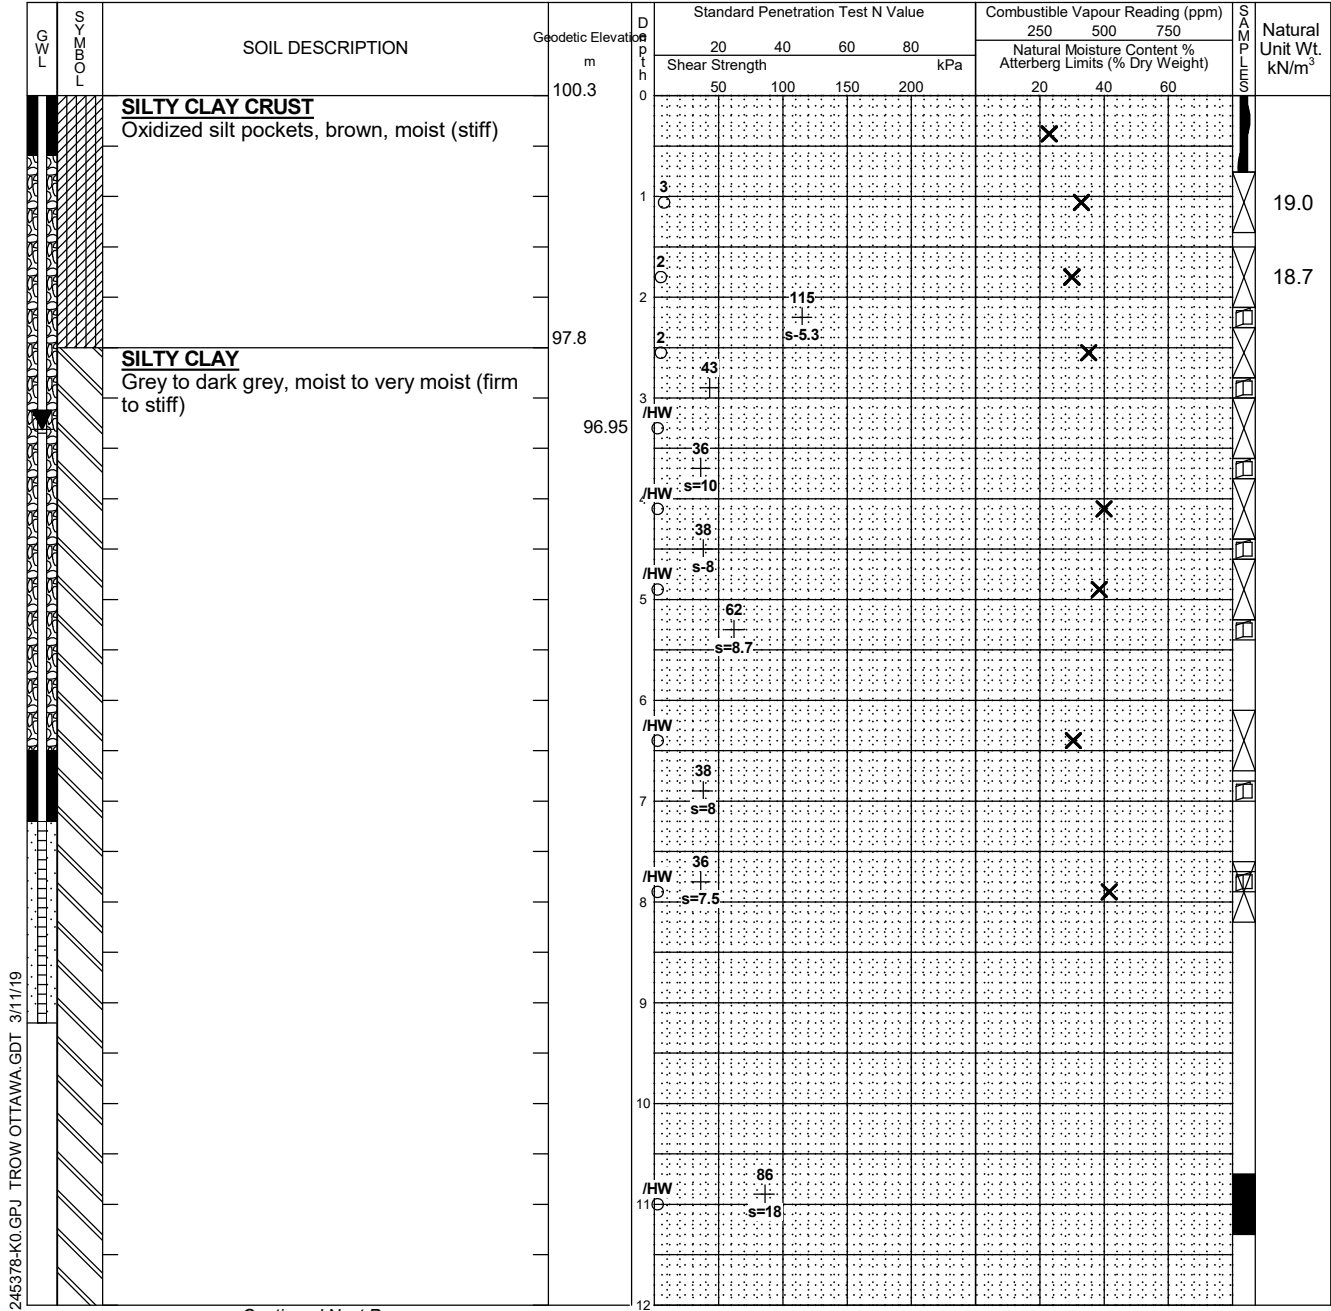 GWL
SYMBOL
SOIL DESCRIPTION
Geodetic Elevation
m
Depth
Standard Penetration Test N Value
20 40 60 80
Shear Strength kPa
50 100 150 200
Combustible Vapour Reading (ppm)
250 500 750
Natural Moisture Content %
Atterberg Limits (% Dry Weight)
20 40 60
SAMPLES
Natural
Unit Wt.
kN/m³
100.3
0
SILTY CLAY CRUST
Oxidized silt pockets, brown, moist (stiff)
3
1
19.0
2
18.7
2
115
s-5.3
97.8
2
SILTY CLAY
Grey to dark grey, moist to very moist (firm
to stiff)
43
3
/HW
96.95
36
s=10
/HW
4
38
s-8
/HW
5
62
s=8.7
6
/HW
38
7
s=8
36
/HW
s=7.5
8
9
10
86
/HW
11
s=18
12
245378-K0.GPJ TROW OTTAWA.GDT 3/11/19